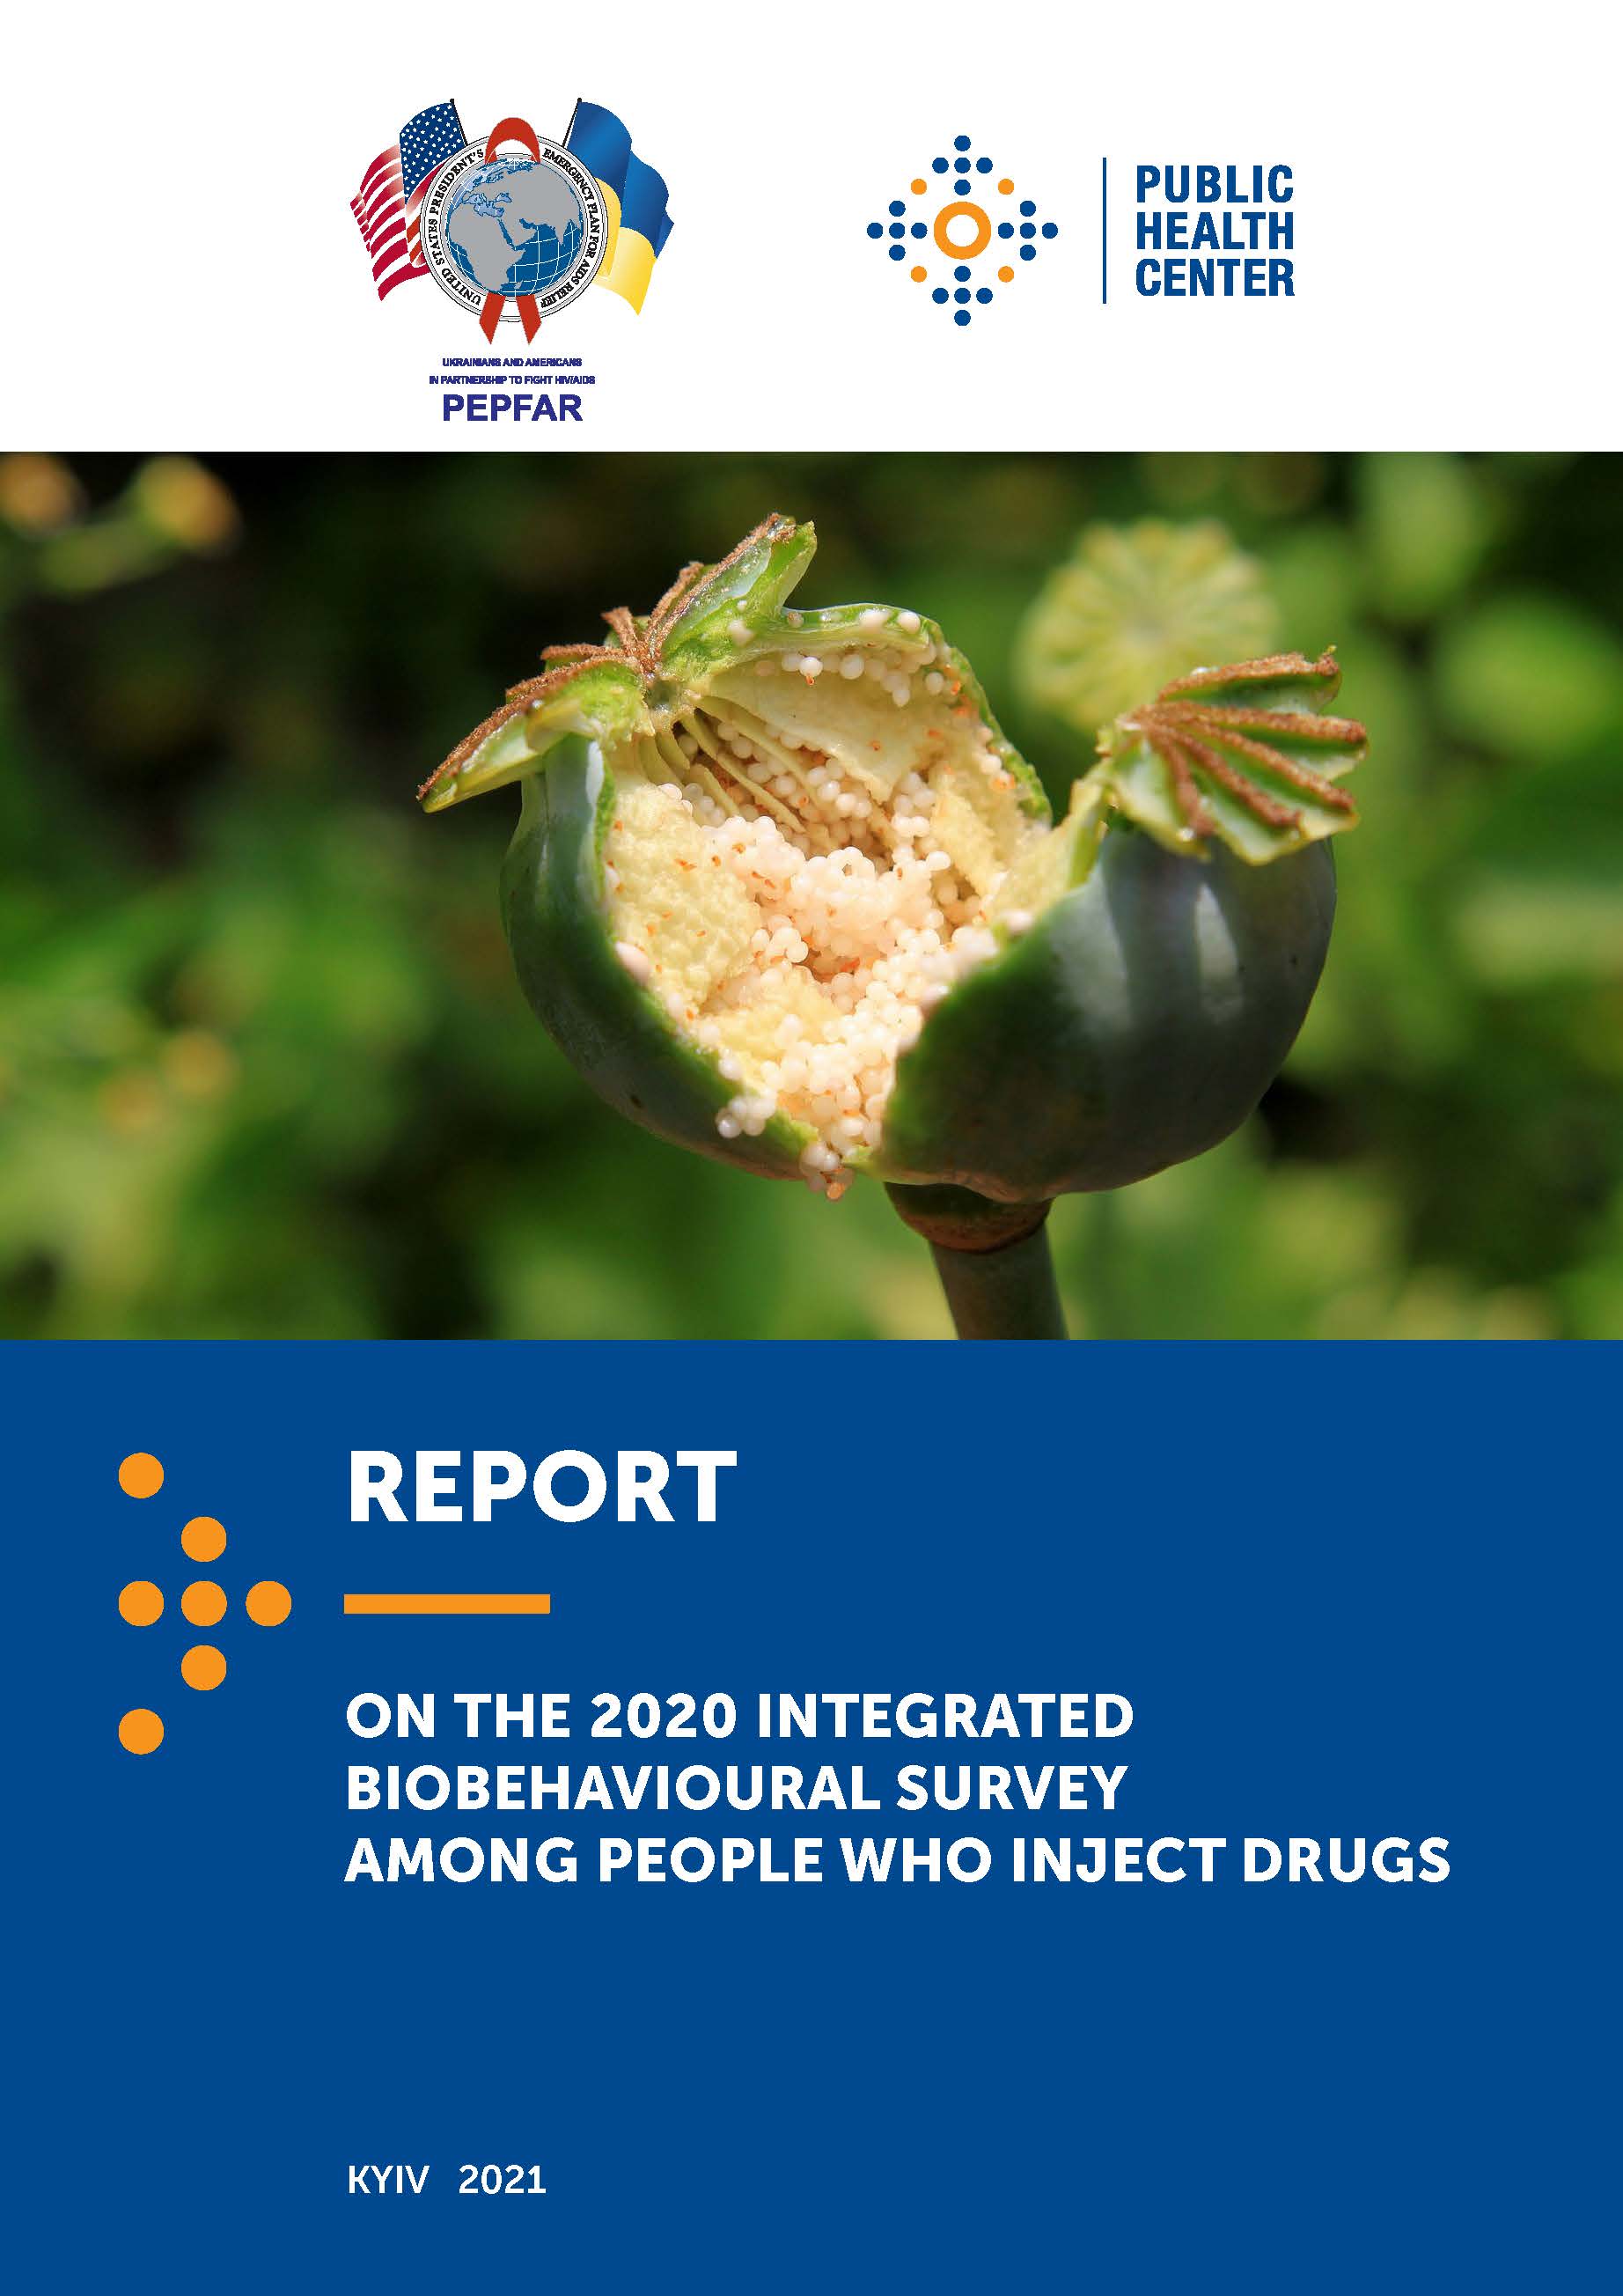 UNITED STATES PRESIDENT'S EMERGENCY PLAN FOR AIDS RELIEF
UKRAINIANS AND AMERICANS
IN PARTNERSHIP TO FIGHT HIV/AIDS
PEPFAR
PUBLIC
HEALTH
CENTER
REPORT
ON THE 2020 INTEGRATED
BIOBEHAVIOURAL SURVEY
AMONG PEOPLE WHO INJECT DRUGS
KYIV 2021